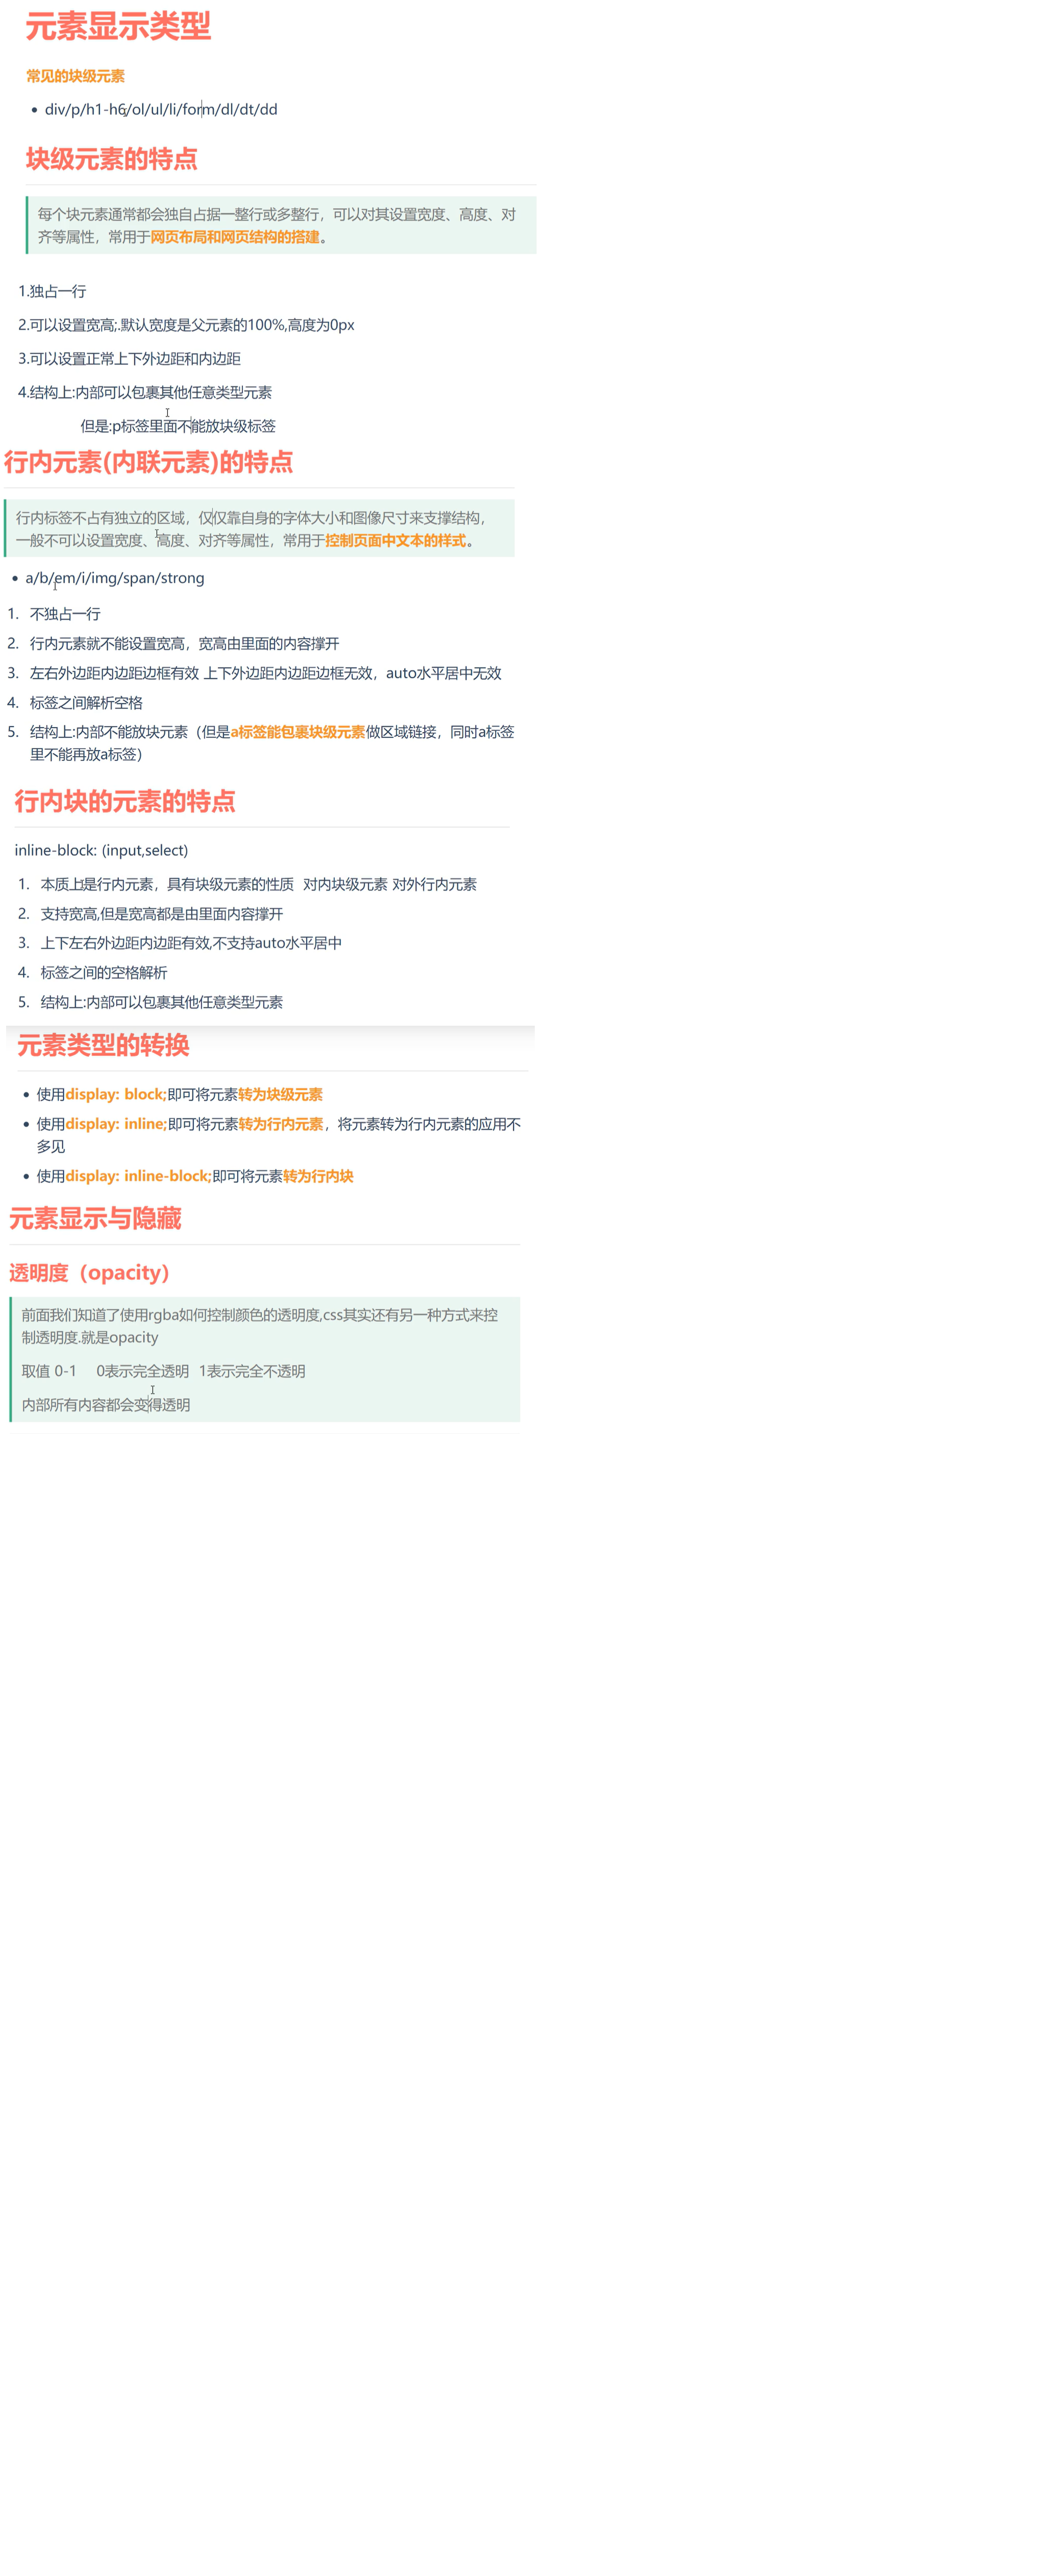 元素显示类型
常见的块级元素
• div/p/h1-h6/ol/ul/li/form/dl/dt/dd
块级元素的特点
每个块元素通常都会独自占据一整行或多整行，可以对其设置宽度、高度、对
齐等属性，常用于网页布局和网页结构的搭建。
1.独占一行
2.可以设置宽高;.默认宽度是父元素的100%,高度为0px
3.可以设置正常上下外边距和内边距
4.结构上:内部可以包裹其他任意类型元素
但是:p标签里面不能放块级标签
行内元素(内联元素)的特点
行内标签不占有独立的区域，仅仅靠自身的字体大小和图像尺寸来支撑结构，
一般不可以设置宽度、高度、对齐等属性，常用于控制页面中文本的样式。
• a/b/em/i/img/span/strong
1. 不独占一行
2. 行内元素就不能设置宽高，宽高由里面的内容撑开
3. 左右外边距内边距边框有效 上下外边距内边距边框无效，auto水平居中无效
4. 标签之间解析空格
5. 结构上:内部不能放块元素（但是a标签能包裹块级元素做区域链接，同时a标签
里不能再放a标签）
行内块的元素的特点
inline-block: (input,select)
1. 本质上是行内元素，具有块级元素的性质 对内块级元素 对外行内元素
2. 支持宽高,但是宽高都是由里面内容撑开
3. 上下左右外边距内边距有效,不支持auto水平居中
4. 标签之间的空格解析
5. 结构上:内部可以包裹其他任意类型元素
元素类型的转换
• 使用display: block;即可将元素转为块级元素
• 使用display: inline;即可将元素转为行内元素，将元素转为行内元素的应用不
多见
• 使用display: inline-block;即可将元素转为行内块
元素显示与隐藏
透明度（opacity）
前面我们知道了使用rgba如何控制颜色的透明度,css其实还有另一种方式来控
制透明度.就是opacity
取值 0-1 0表示完全透明 1表示完全不透明
内部所有内容都会变得透明